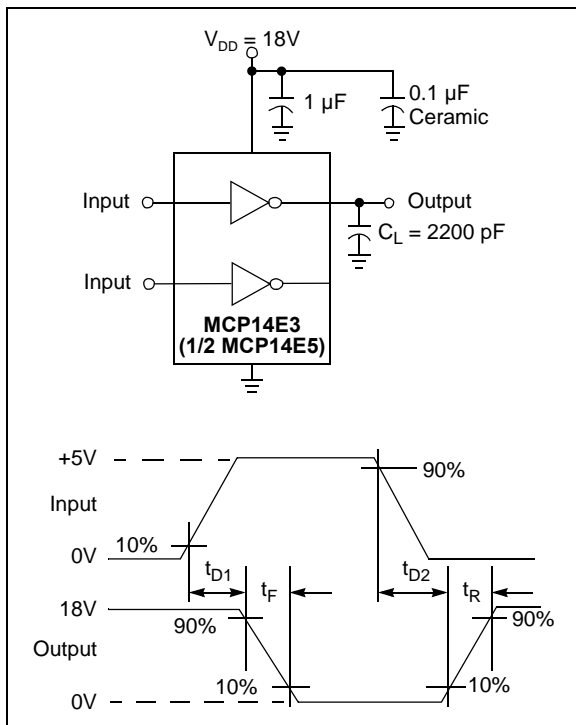 V_DD = 18V
1 µF
0.1 µF
Ceramic
Input
Output
C_L = 2200 pF
Input
MCP14E3
(1/2 MCP14E5)
+5V
90%
Input
10%
0V
t_D1
t_F
t_D2
t_R
18V
90%
90%
Output
10%
10%
0V